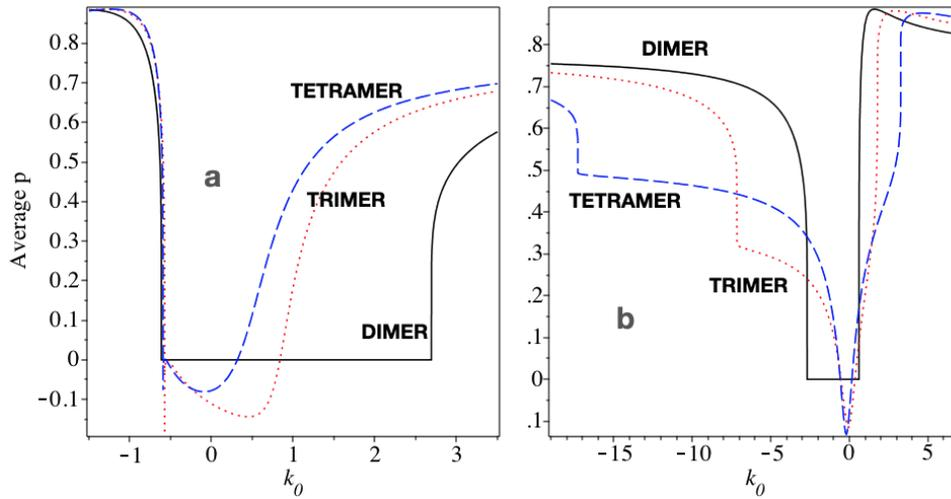 0.8
0.7
0.6
0.5
0.4
0.3
0.2
0.1
0
−0.1
Average p
−1 0 1 2 3
k0
TETRAMER
a
TRIMER
DIMER
.8
.7
.6
.5
.4
.3
.2
.1
0
.1
−15 −10 −5 0 5
k0
DIMER
TETRAMER
TRIMER
b